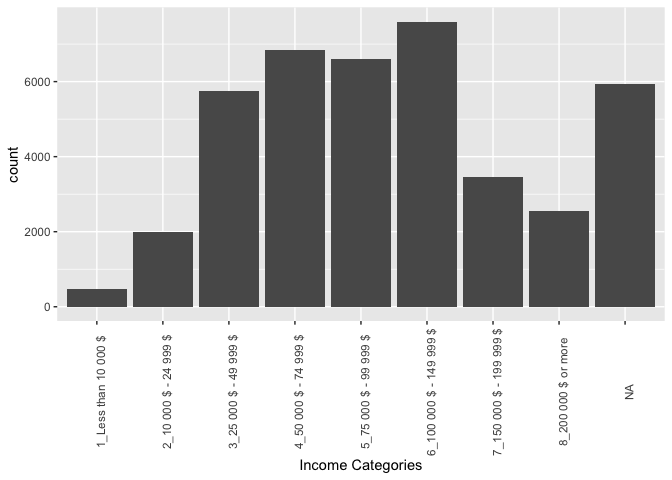 count
6000
4000
2000
0
1_Less than 10 000 $
2_10 000 $ - 24 999 $
3_25 000 $ - 49 999 $
4_50 000 $ - 74 999 $
5_75 000 $ - 99 999 $
6_100 000 $ - 149 999 $
7_150 000 $ - 199 999 $
8_200 000 $ or more
NA
Income Categories